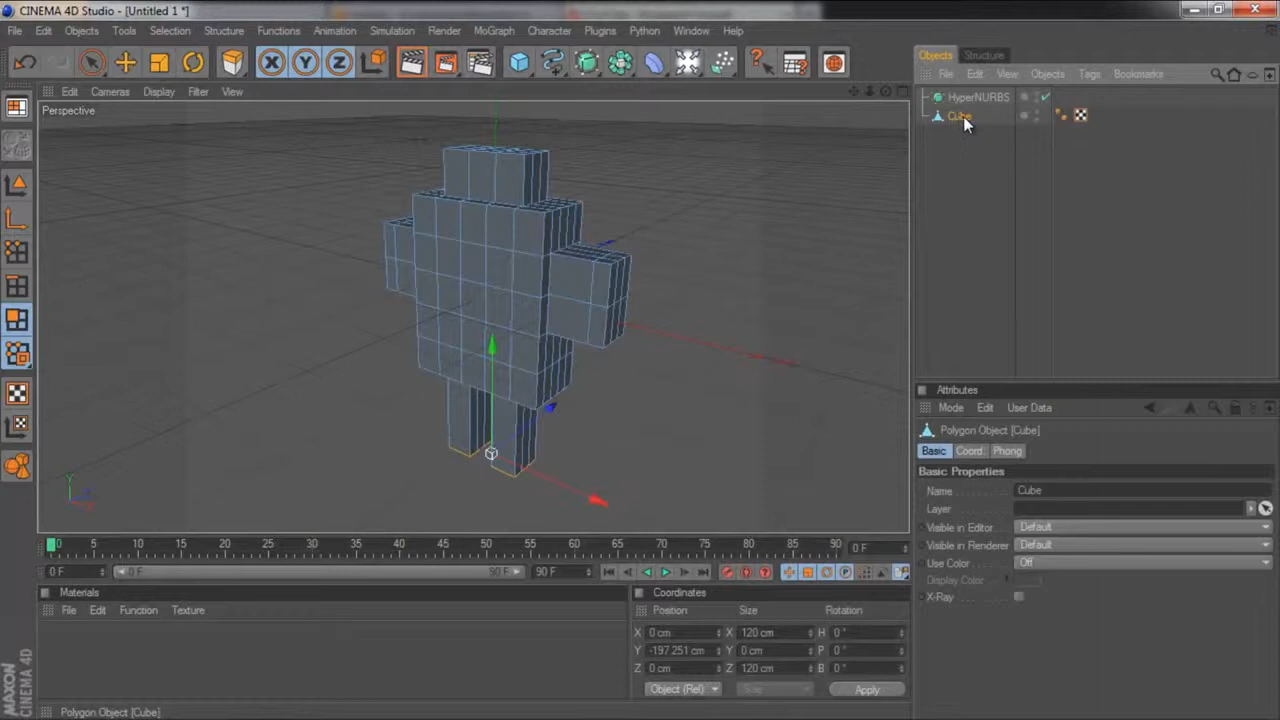 CINEMA 4D Studio - [Untitled 1 *]
File Edit Objects Tools Selection Structure Functions Animation Simulation Render MoGraph Character Plugins Python Window Help
X Y Z
Objects Structure
File Edit View Objects Tags Bookmarks
Edit Cameras Display Filter View
HyperNURBS
Perspective
Cube
Attributes
Mode Edit User Data
Polygon Object [Cube]
Basic Coord. Phong
Basic Properties
Name Cube
Layer
Visible in Editor Default
Visible in Renderer Default
Use Color Off
Display Color
X-Ray
Y
0 5 10 15 20 25 30 35 40 45 50 55 60 65 70 75 80 85 90 0 F
0 F 0 F 90 F 90 F
Materials
File Edit Function Texture
Coordinates
Position Size Rotation
X 0 cm X 120 cm H 0 °
Y -197.251 cm Y 0 cm P 0 °
Z 0 cm Z 120 cm B 0 °
Object (Rel) Size Apply
MAXON
CINEMA 4D
Polygon Object [Cube]